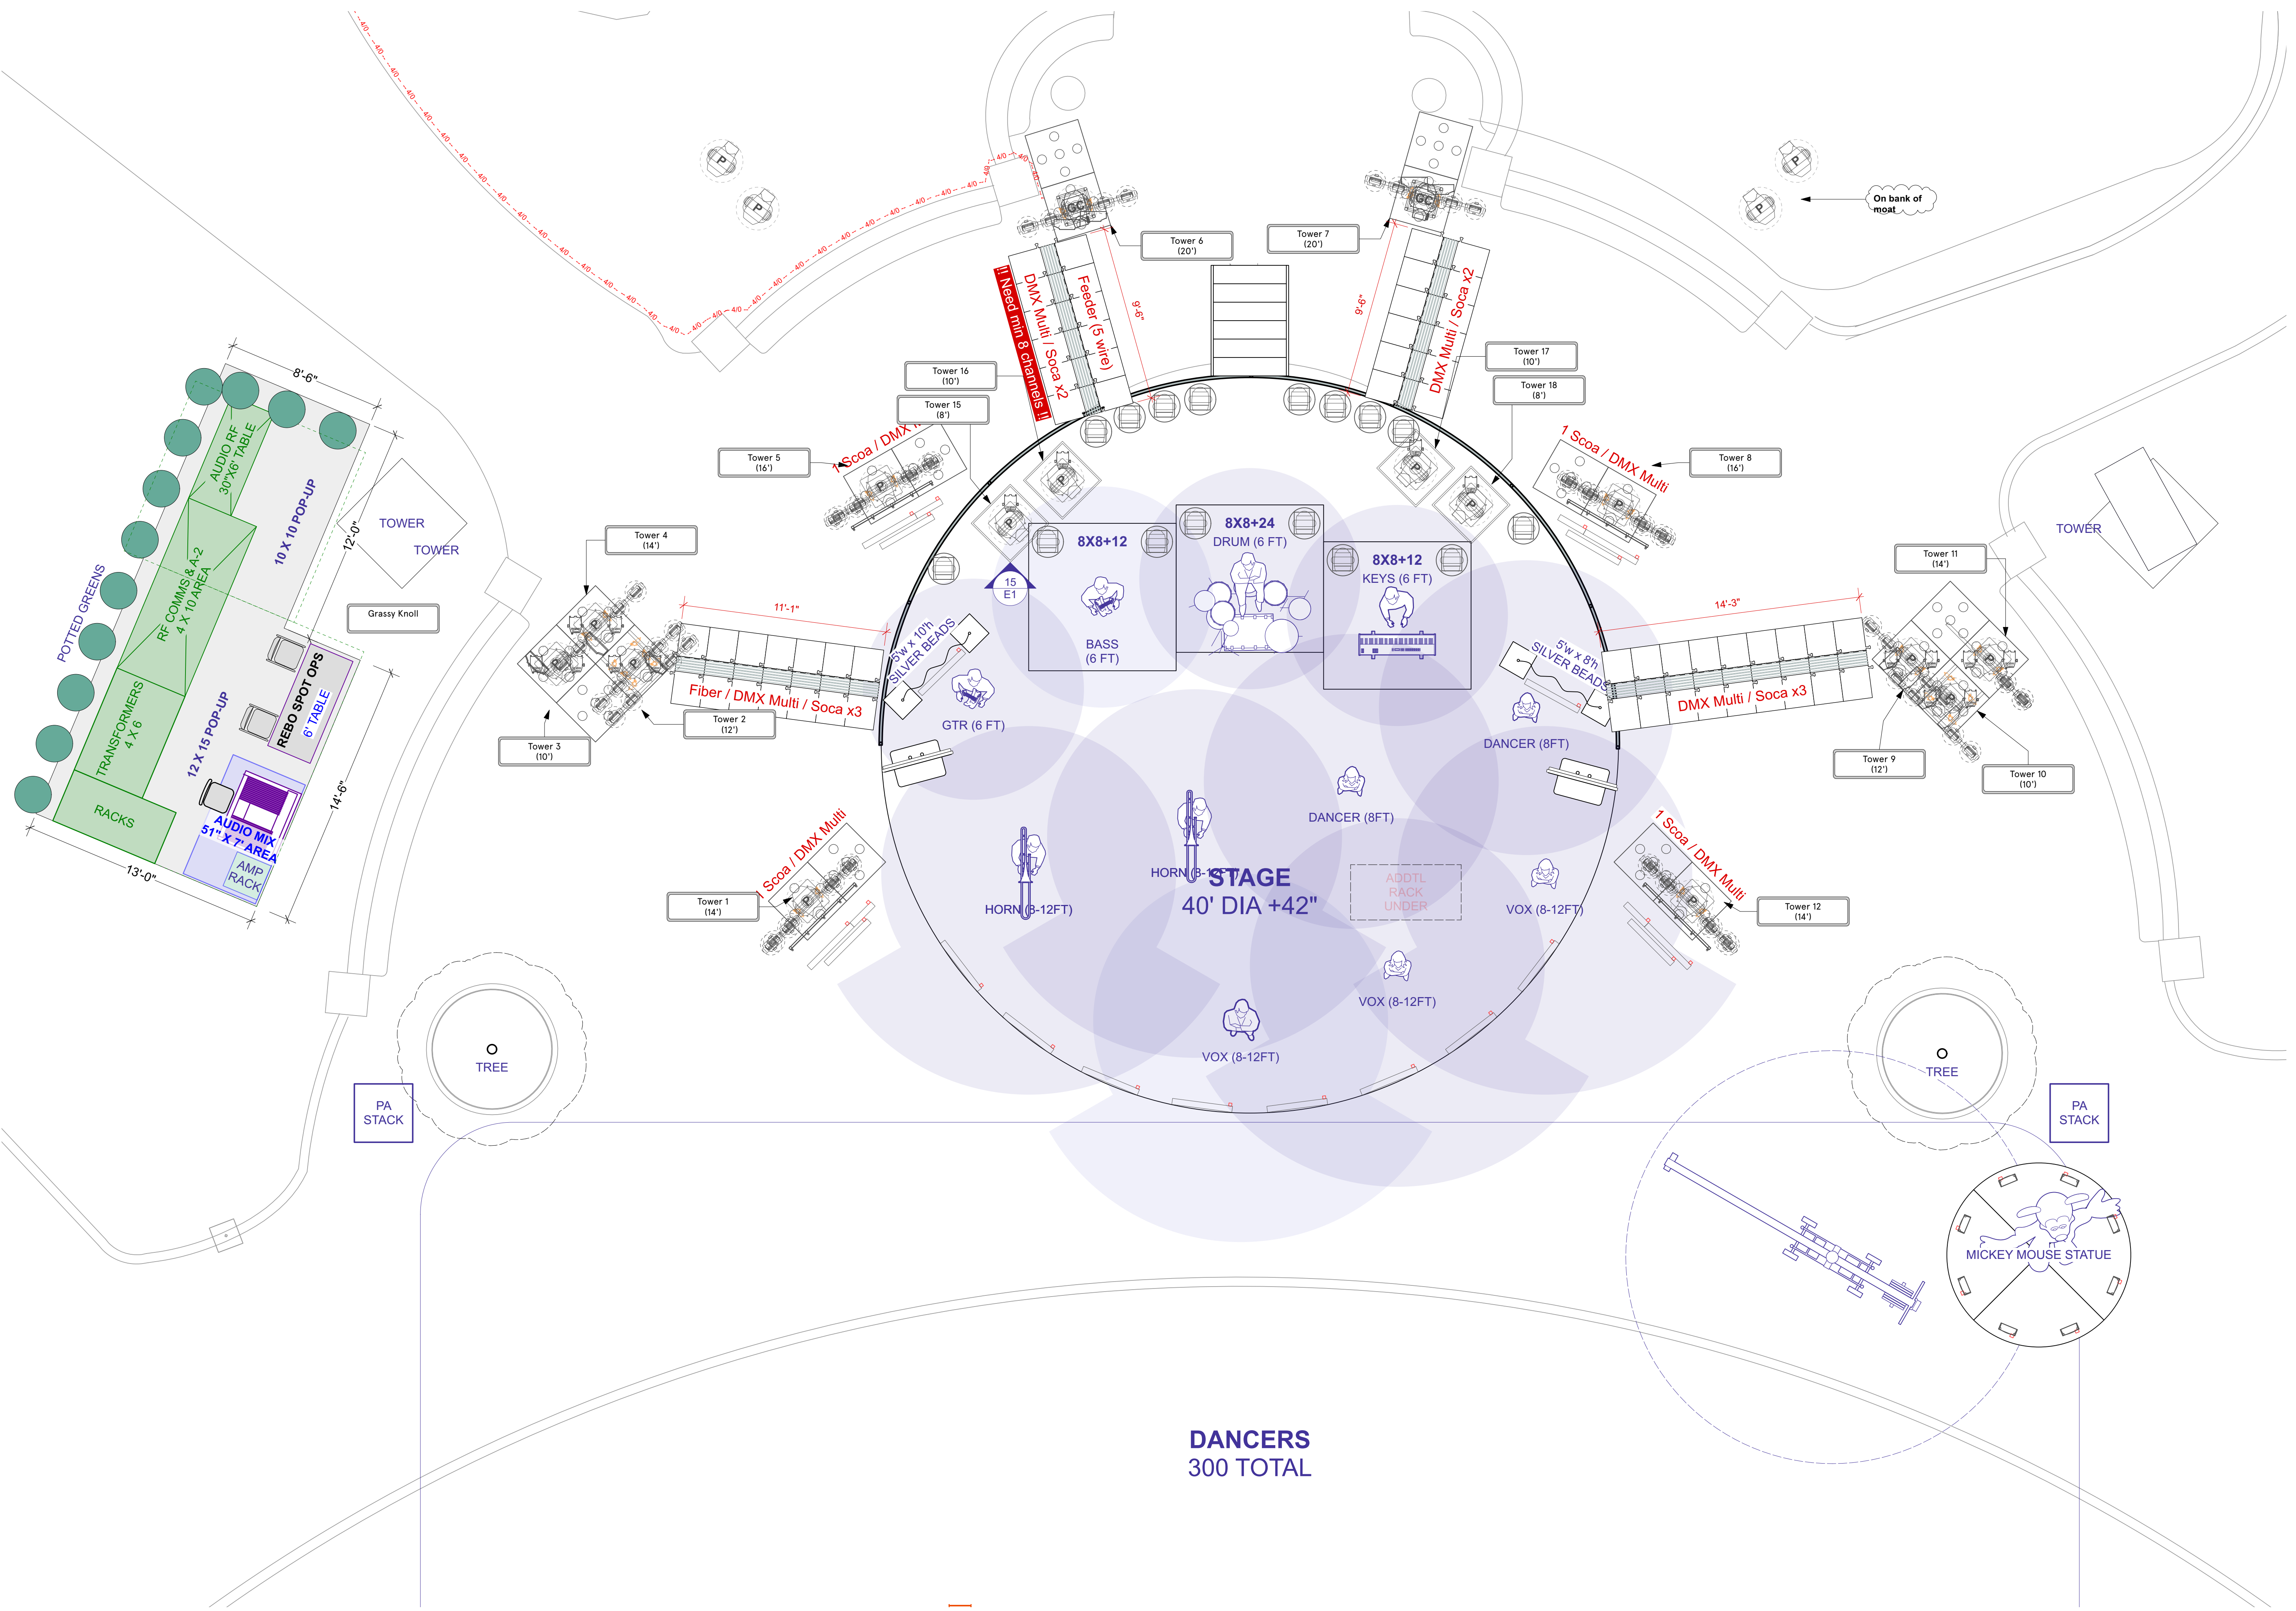 On bank of
moat
Tower 6
(20')
Tower 7
(20')
GC
GC
P
P
P
P
!! Need min 8 channels !!
DMX Multi / Soca x2
Feeder (5 wire)
9'-6"
9'-6"
DMX Multi / Soca x2
Tower 16
(10')
Tower 15
(8')
Tower 17
(10')
Tower 18
(8')
Tower 5
(16')
1 Scoa / DMX
1 Scoa / DMX Multi
Tower 8
(16')
Tower 4
(14')
Tower 11
(14')
8'-6"
AUDIO RF
30"X6' TABLE
10 X 10 POP-UP
12'-0"
TOWER
TOWER
TOWER
Grassy Knoll
POTTED GREENS
RF COMMS & A-2
4 X 10 AREA
TRANSFORMERS
4 X 6
12 X 15 POP-UP
REBO SPOT OPS
6' TABLE
14'-6"
RACKS
AUDIO MIX
51" X 7' AREA
AMP
RACK
13'-0"
8X8+12
8X8+24
DRUM (6 FT)
8X8+12
KEYS (6 FT)
15
E1
BASS
(6 FT)
5'w x 10'h
SILVER BEADS
5'w x 8'h
SILVER BEADS
11'-1"
14'-3"
Fiber / DMX Multi / Soca x3
DMX Multi / Soca x3
Tower 2
(12')
Tower 3
(10')
Tower 9
(12')
Tower 10
(10')
GTR (6 FT)
DANCER (8FT)
DANCER (8FT)
1 Scoa / DMX Multi
1 Scoa / DMX Multi
Tower 1
(14')
Tower 12
(14')
HORN (8-12FT)
HORN (8-12FT)
STAGE
40' DIA +42"
ADDTL
RACK
UNDER
VOX (8-12FT)
VOX (8-12FT)
VOX (8-12FT)
TREE
TREE
PA
STACK
PA
STACK
MICKEY MOUSE STATUE
DANCERS
300 TOTAL
4/0